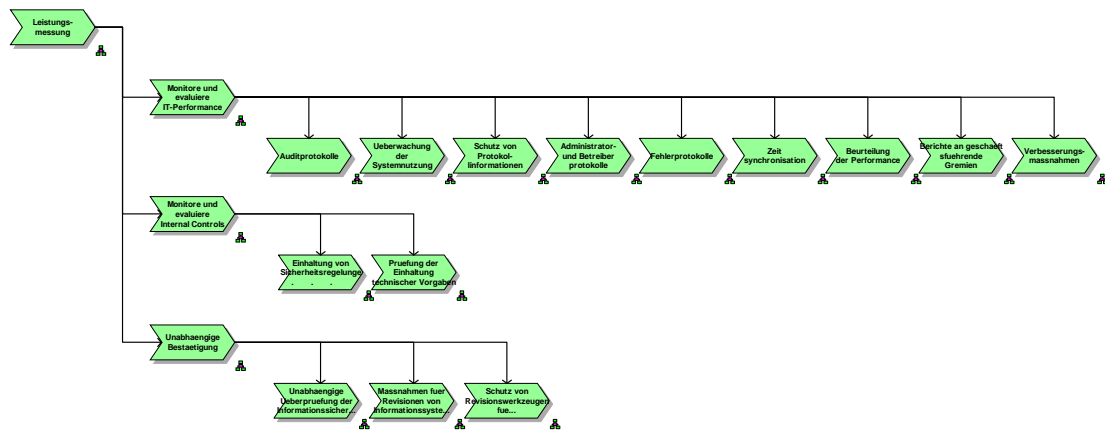 Leistungs-
messung
Monitore und
evaluiere
IT-Performance
Auditprotokolle
Ueberwachung
der
Systemnutzung
Schutz von
Protokol-
linformationen
Administrator-
und Betreiber
protokolle
Fehlerprotokolle
Zeit
synchronisation
Beurteilung
der Performance
Berichte an geschaeft
sfuehrende
Gremien
Verbesserungs-
massnahmen
Monitore und
evaluiere
Internal Controls
Einhaltung von
Sicherheitsregelunge
. . .
Pruefung der
Einhaltung
technischer Vorgaben
Unabhaengige
Bestaetigung
Unabhaengige
Ueberpruefung der
Informationssicher...
Massnahmen fuer
Revisionen von
Informationssyste...
Schutz von
Revisionswerkzeugen
fue...